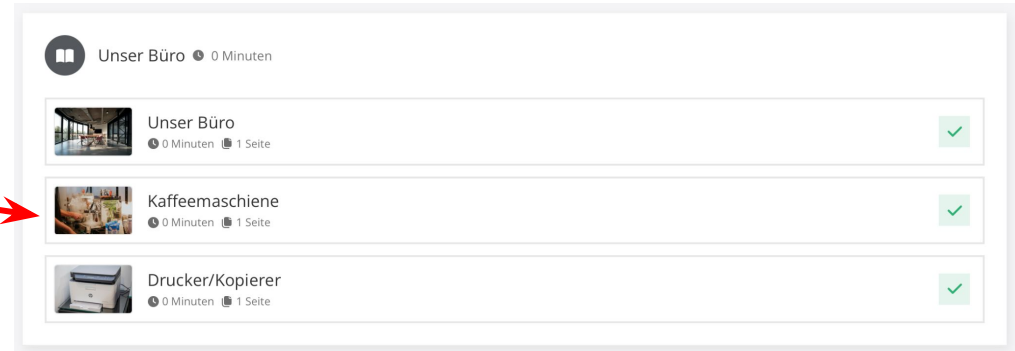 Unser Büro 0 Minuten
Unser Büro
0 Minuten 1 Seite
Kaffeemaschiene
0 Minuten 1 Seite
Drucker/Kopierer
0 Minuten 1 Seite